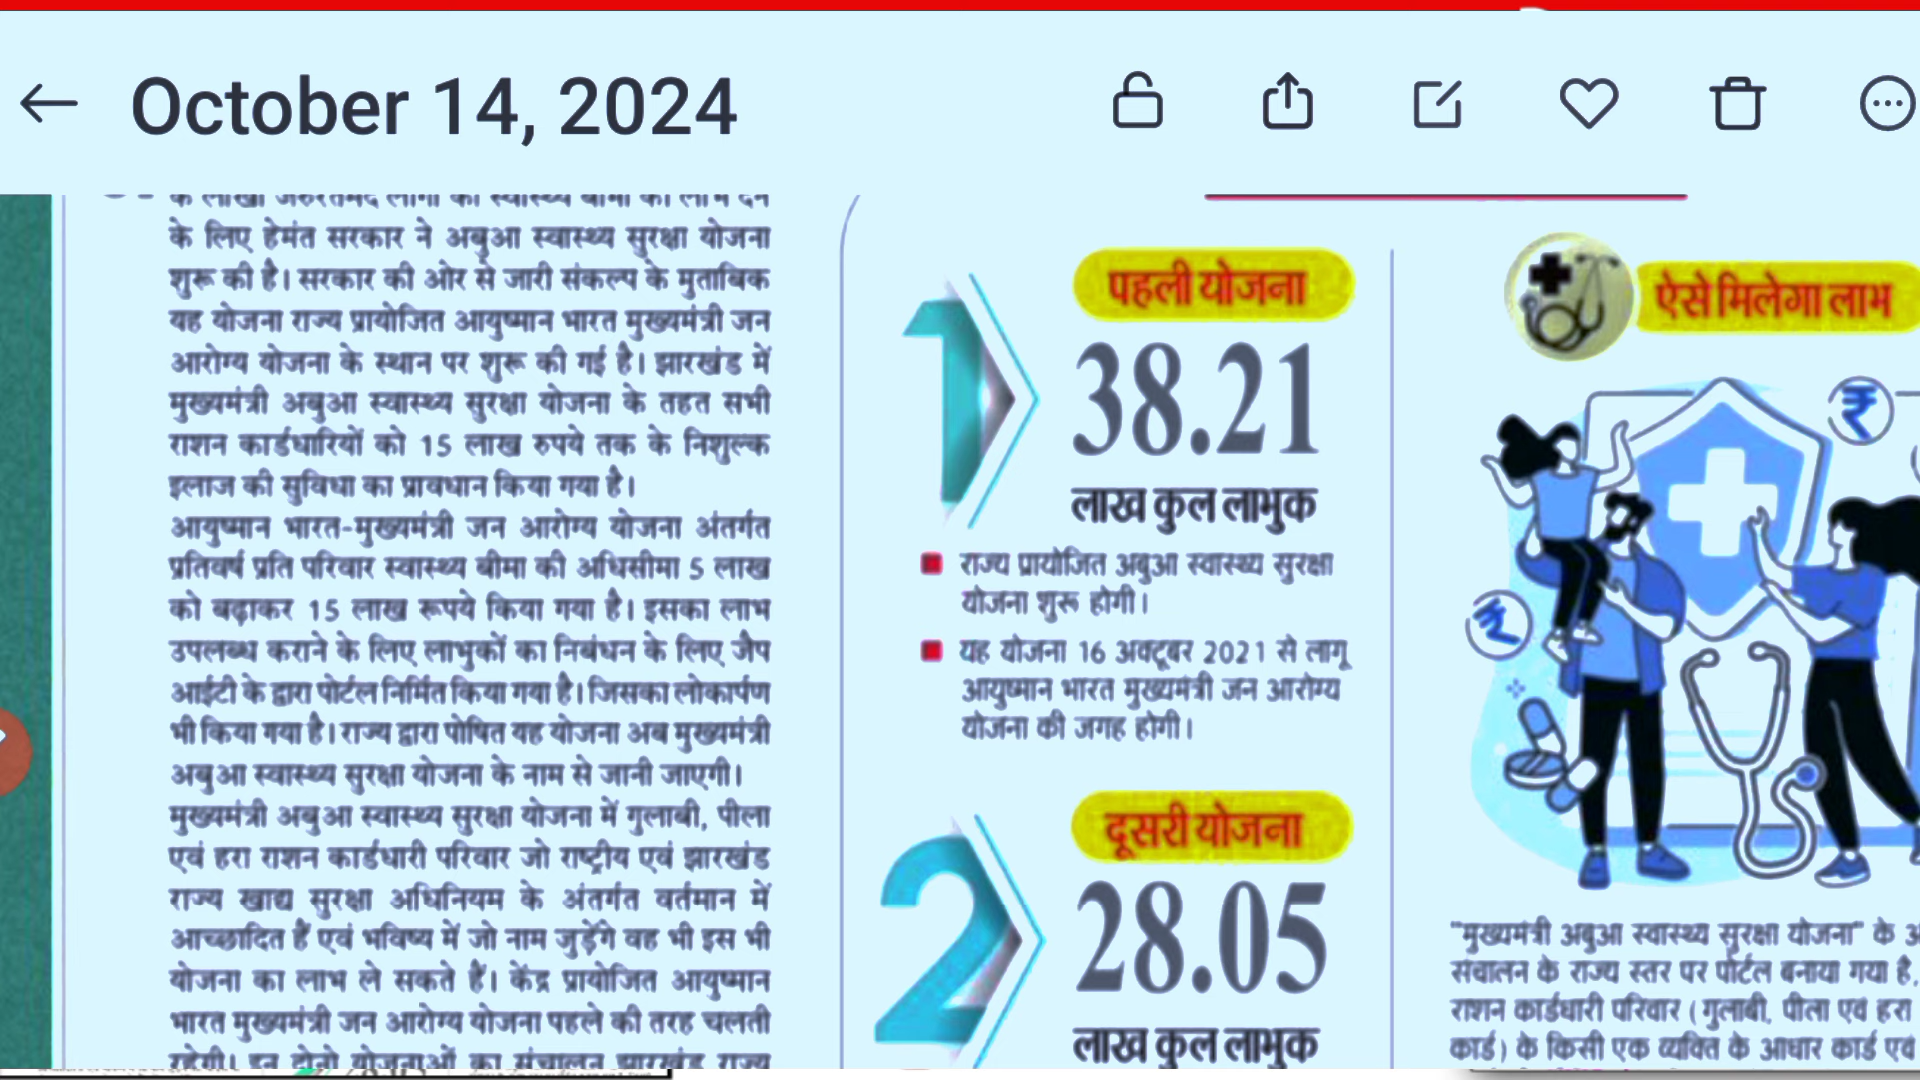 October 14, 2024
के लाखों जरुरतमंद लोगों को स्वास्थ्य बीमा का लाभ देने
के लिए हेमंत सरकार ने अबुआ स्वास्थ्य सुरक्षा योजना
शुरू की है। सरकार की ओर से जारी संकल्प के मुताबिक
यह योजना राज्य प्रायोजित आयुष्मान भारत मुख्यमंत्री जन
आरोग्य योजना के स्थान पर शुरू की गई है। झारखंड में
मुख्यमंत्री अबुआ स्वास्थ्य सुरक्षा योजना के तहत सभी
राशन कार्डधारियों को 15 लाख रुपये तक के निशुल्क
इलाज की सुविधा का प्रावधान किया गया है।
आयुष्मान भारत-मुख्यमंत्री जन आरोग्य योजना अंतर्गत
प्रतिवर्ष प्रति परिवार स्वास्थ्य बीमा की अधिसीमा 5 लाख
को बढ़ाकर 15 लाख रूपये किया गया है। इसका लाभ
उपलब्ध कराने के लिए लाभुकों का निबंधन के लिए जैप
आईटी के द्वारा पोर्टल निर्मित किया गया है। जिसका लोकार्पण
भी किया गया है। राज्य द्वारा पोषित यह योजना अब मुख्यमंत्री
अबुआ स्वास्थ्य सुरक्षा योजना के नाम से जानी जाएगी।
मुख्यमंत्री अबुआ स्वास्थ्य सुरक्षा योजना में गुलाबी, पीला
एवं हरा राशन कार्डधारी परिवार जो राष्ट्रीय एवं झारखंड
राज्य खाद्य सुरक्षा अधिनियम के अंतर्गत वर्तमान में
आच्छादित हैं एवं भविष्य में जो नाम जुड़ेंगे वह भी इस भी
योजना का लाभ ले सकते हैं। केंद्र प्रायोजित आयुष्मान
भारत मुख्यमंत्री जन आरोग्य योजना पहले की तरह चलती
रहेगी। इन दोनों योजनाओं का संचालन झारखंड राज्य
1
पहली योजना
38.21
लाख कुल लाभुक
राज्य प्रायोजित अबुआ स्वास्थ्य सुरक्षा
योजना शुरू होगी।
यह योजना 16 अक्टूबर 2021 से लागू
आयुष्मान भारत मुख्यमंत्री जन आरोग्य
योजना की जगह होगी।
2
दूसरी योजना
28.05
लाख कुल लाभुक
ऐसे मिलेगा लाभ
₹
₹
"मुख्यमंत्री अबुआ स्वास्थ्य सुरक्षा योजना" के
संचालन के राज्य स्तर पर पोर्टल बनाया गया है,
राशन कार्डधारी परिवार (गुलाबी, पीला एवं हरा
कार्ड) के किसी एक व्यक्ति के आधार कार्ड एवं